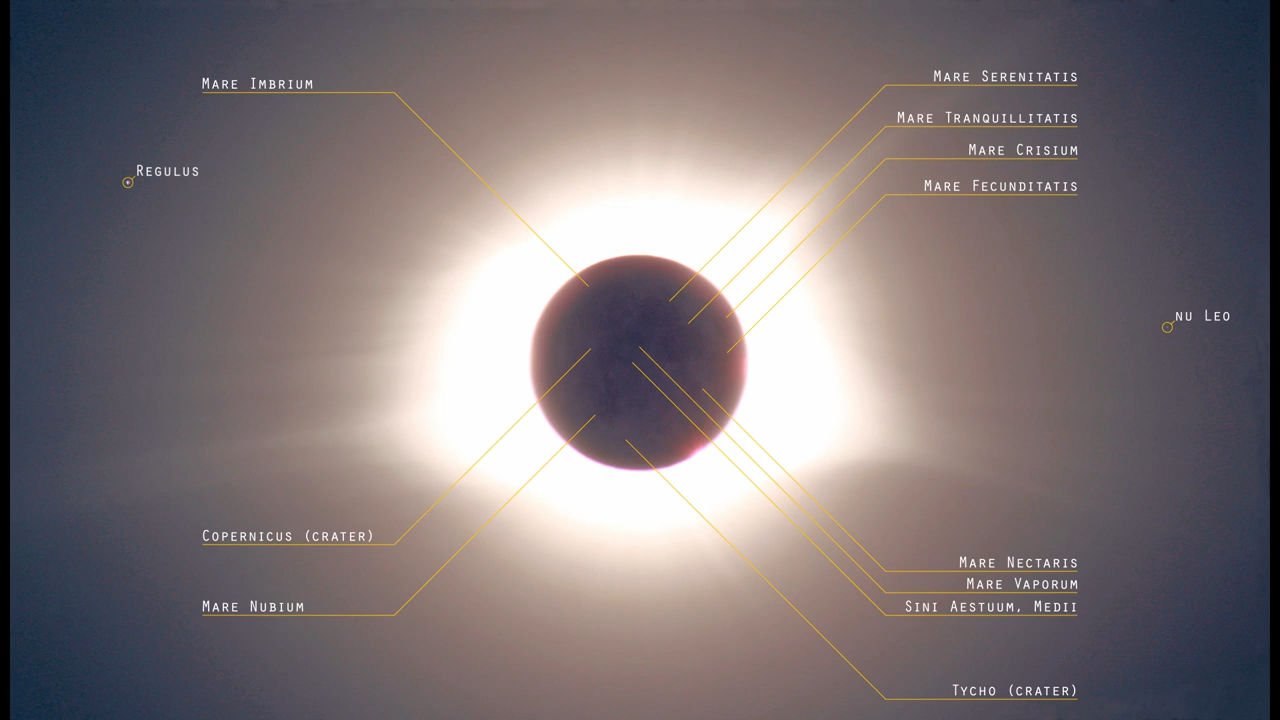 Mare Imbrium
Mare Serenitatis
Mare Tranquillitatis
Mare Crisium
Regulus
Mare Fecunditatis
nu Leo
Copernicus (crater)
Mare Nectaris
Mare Vaporum
Mare Nubium
Sini Aestuum, Medii
Tycho (crater)